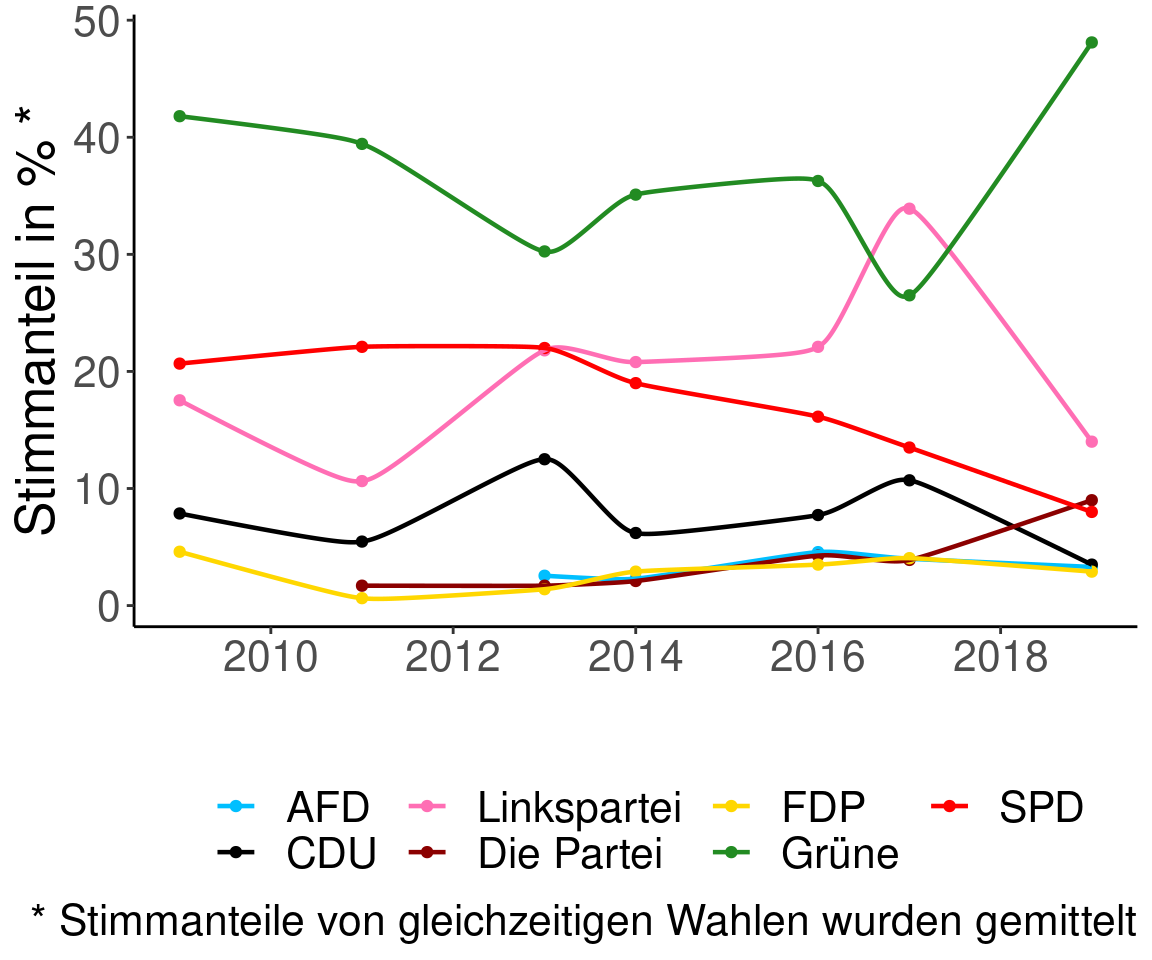 Stimmanteil in % *
50
40
30
20
10
0
2010 2012 2014 2016 2018
AFD Linkspartei FDP SPD
CDU Die Partei Grüne
* Stimmanteile von gleichzeitigen Wahlen wurden gemittelt